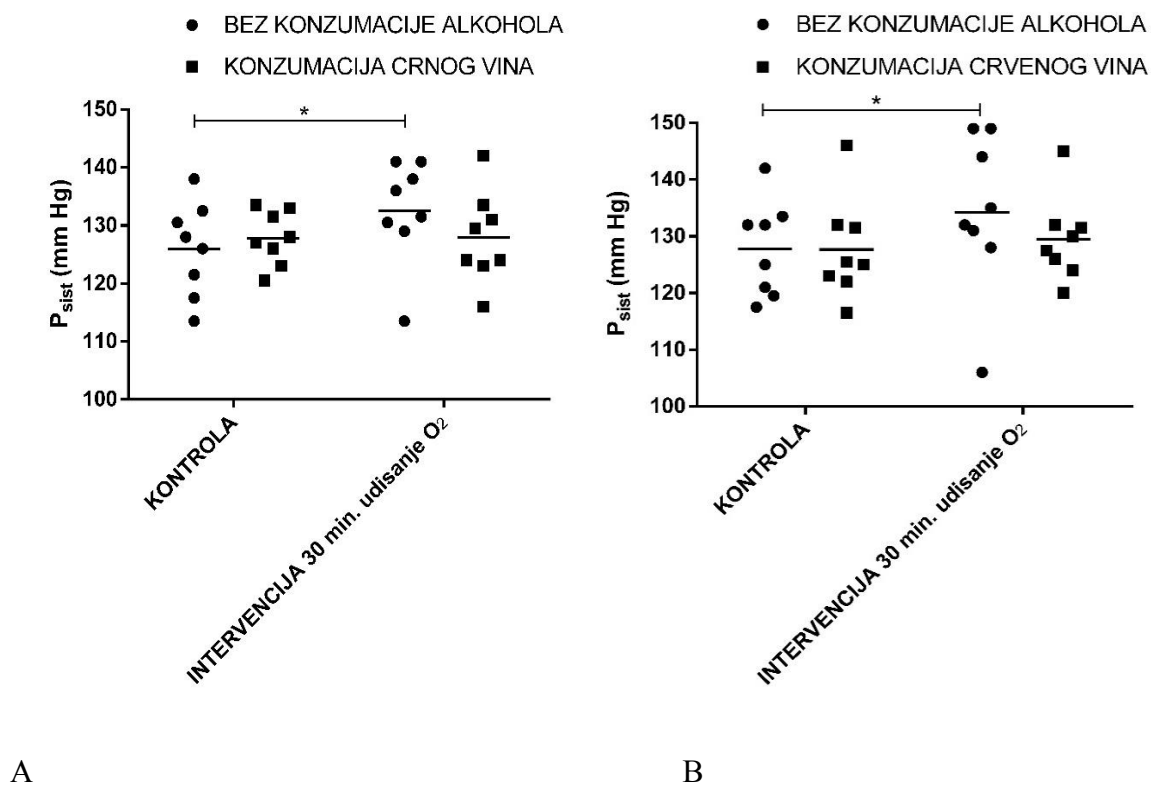 BEZ KONZUMACIJE ALKOHOLA
KONZUMACIJA CRNOG VINA
*
150
140
130
120
110
100
P_sist (mm Hg)
KONTROLA
INTERVENCIJA 30 min. udisanje O₂
A
BEZ KONZUMACIJE ALKOHOLA
KONZUMACIJA CRVENOG VINA
*
150
140
130
120
110
100
P_sist (mm Hg)
KONTROLA
INTERVENCIJA 30 min. udisanje O₂
B